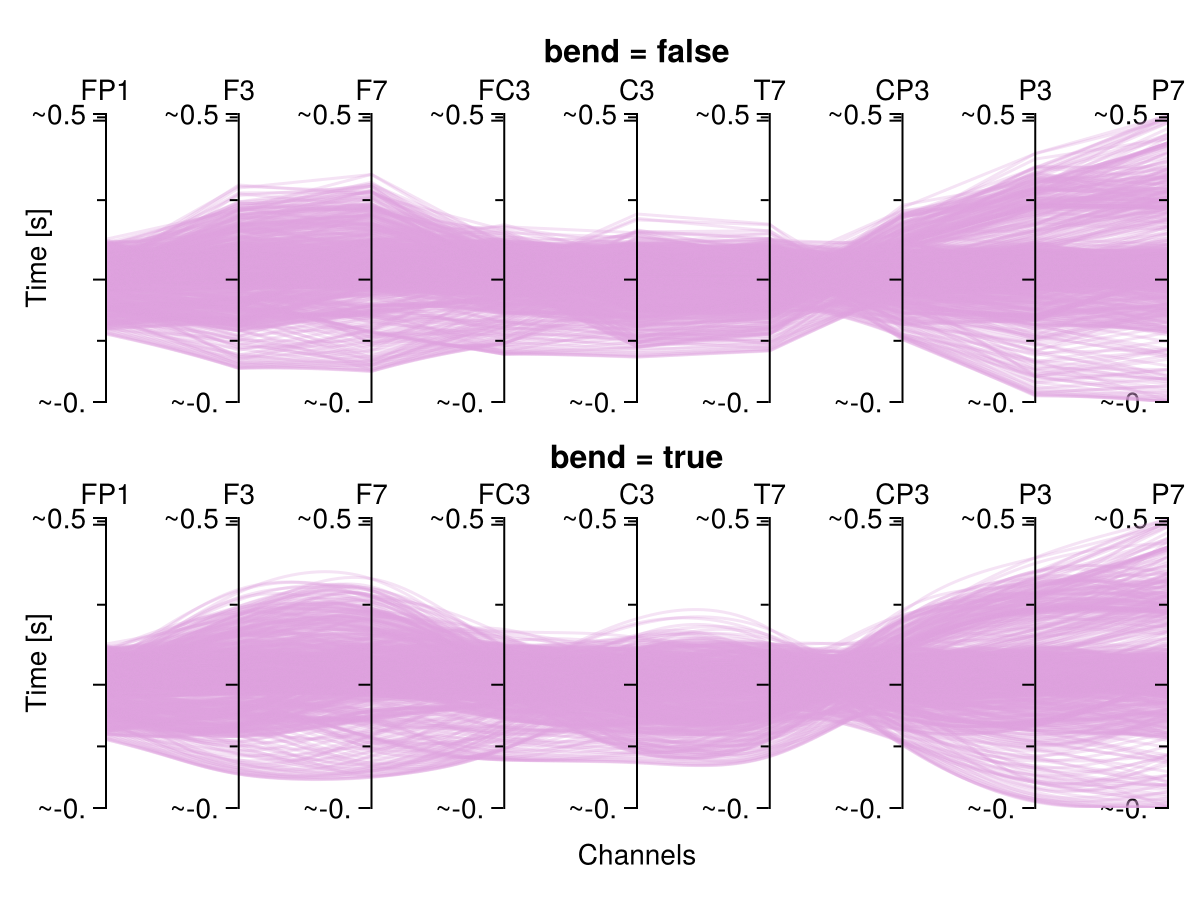 bend = false
FP1 F3 F7 FC3 C3 T7 CP3 P3 P7
~0.5 ~0.5 ~0.5 ~0.5 ~0.5 ~0.5 ~0.5 ~0.5 ~0.5
Time [s]
~-0. ~-0. ~-0. ~-0. ~-0. ~-0. ~-0. ~-0. ~-0.
bend = true
FP1 F3 F7 FC3 C3 T7 CP3 P3 P7
~0.5 ~0.5 ~0.5 ~0.5 ~0.5 ~0.5 ~0.5 ~0.5 ~0.5
Time [s]
~-0. ~-0. ~-0. ~-0. ~-0. ~-0. ~-0. ~-0. ~-0.
Channels